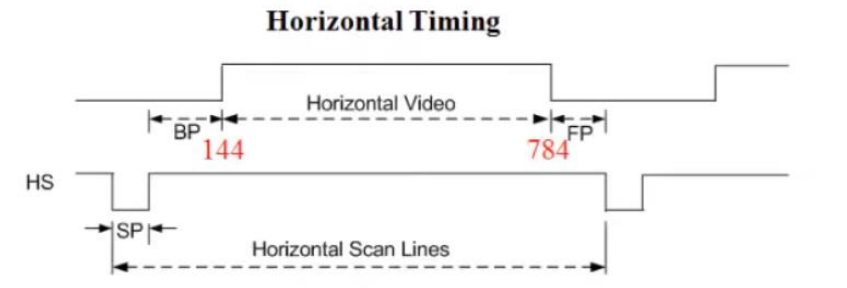 Horizontal Timing
Horizontal Video
BP
FP
144
784
HS
SP
Horizontal Scan Lines